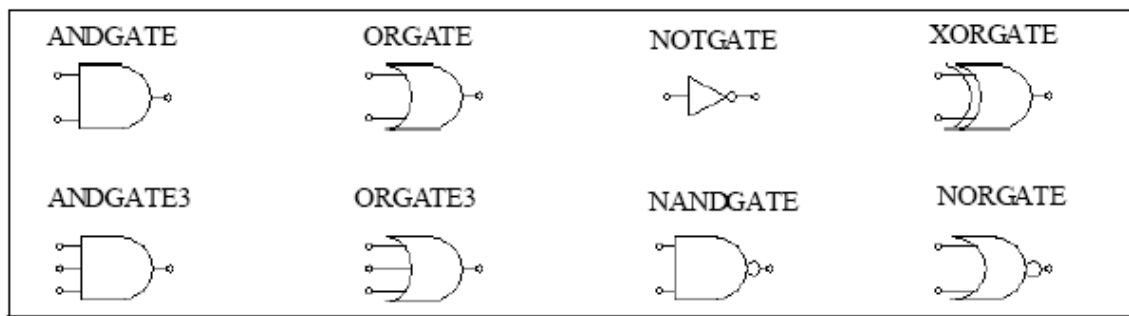 ANDGATE
ORGATE
NOTGATE
XORGATE
ANDGATE3
ORGATE3
NANDGATE
NORGATE